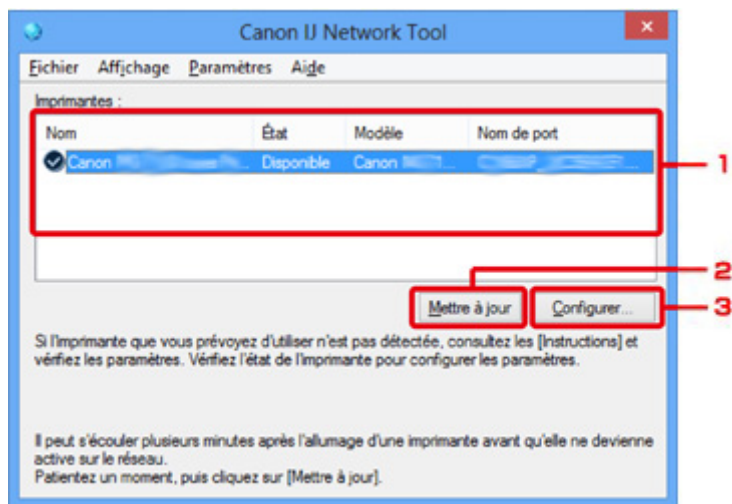 Canon IJ Network Tool
Fichier Affichage Paramètres Aide
Imprimantes :
Nom État Modèle Nom de port
Canon ... Disponible Canon ... ...
1
2
Mettre à jour Configurer... 3
Si l'imprimante que vous prévoyez d'utiliser n'est pas détectée, consultez les [Instructions] et
vérifiez les paramètres. Vérifiez l'état de l'imprimante pour configurer les paramètres.
Il peut s'écouler plusieurs minutes après l'allumage d'une imprimante avant qu'elle ne devienne
active sur le réseau.
Patientez un moment, puis cliquez sur [Mettre à jour].